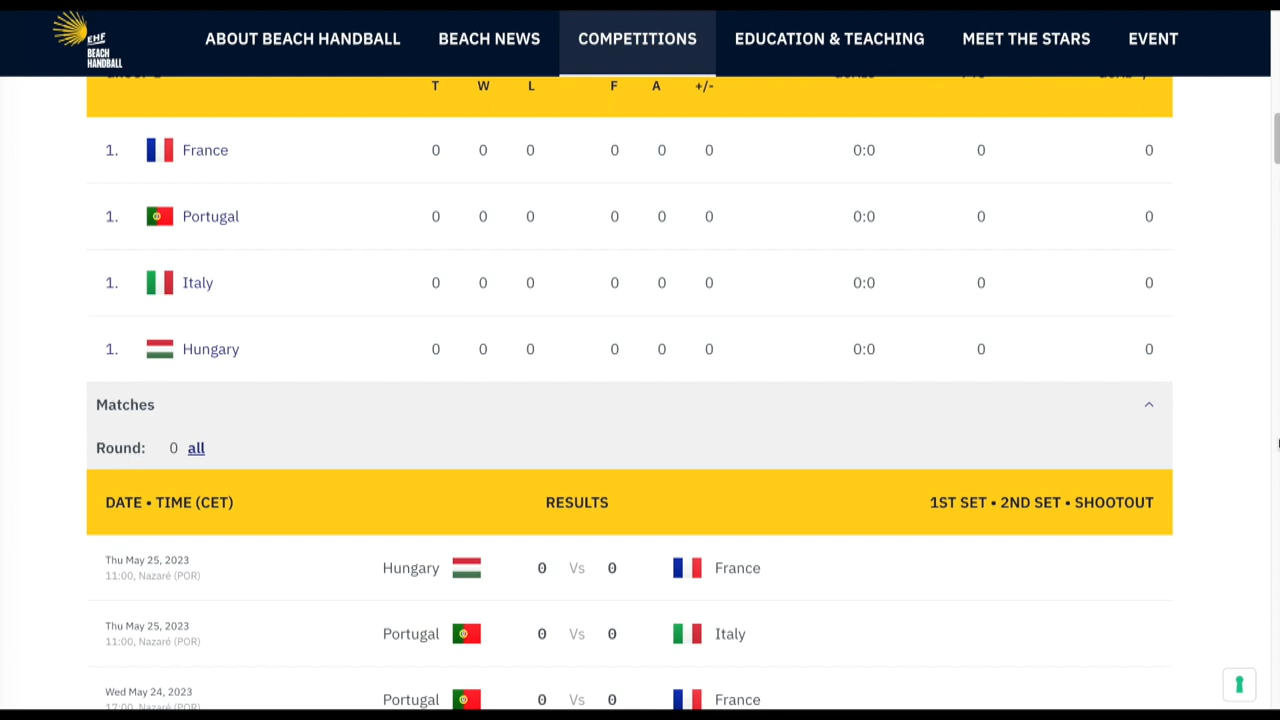 EHF
BEACH
HANDBALL
ABOUT BEACH HANDBALL BEACH NEWS COMPETITIONS EDUCATION & TEACHING MEET THE STARS EVENT
T W L F A +/-
1. France 0 0 0 0 0 0 0:0 0 0
1. Portugal 0 0 0 0 0 0 0:0 0 0
1. Italy 0 0 0 0 0 0 0:0 0 0
1. Hungary 0 0 0 0 0 0 0:0 0 0
Matches
Round: 0 all
DATE • TIME (CET) RESULTS 1ST SET • 2ND SET • SHOOTOUT
Thu May 25, 2023
11:00, Nazaré (POR)
Hungary 0 Vs 0 France
Thu May 25, 2023
11:00, Nazaré (POR)
Portugal 0 Vs 0 Italy
Wed May 24, 2023
17:00, Nazaré (POR)
Portugal 0 Vs 0 France